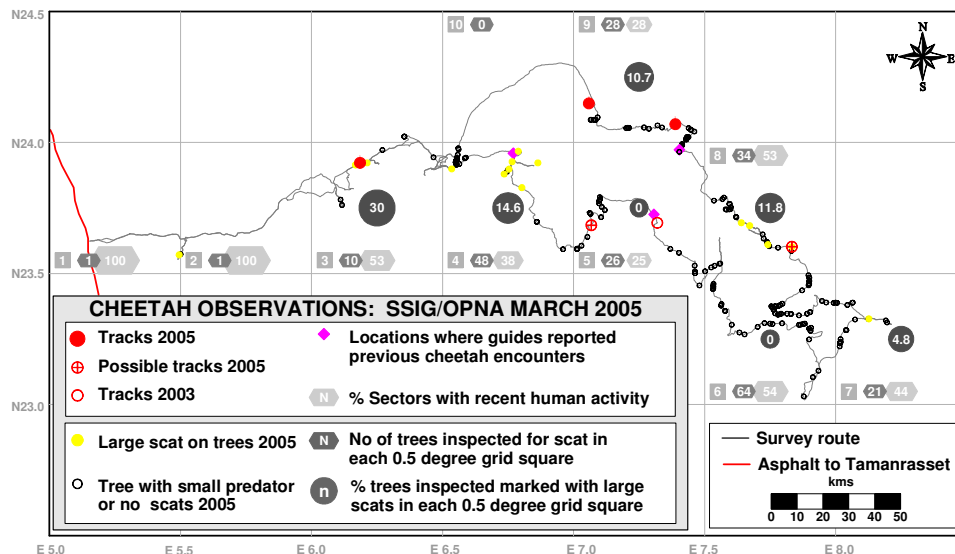 N24.5
10 0
9 28 28
N
W E
S
10.7
N24.0
8 34 53
30
14.6
0
11.8
1 1 100
2 1 100
3 10 53
4 48 38
5 26 25
N23.5
CHEETAH OBSERVATIONS: SSIG/OPNA MARCH 2005
Tracks 2005
Possible tracks 2005
Tracks 2003
Locations where guides reported
previous cheetah encounters
N % Sectors with recent human activity
Large scat on trees 2005
Tree with small predator
or no scats 2005
N No of trees inspected for scat in
each 0.5 degree grid square
n % trees inspected marked with large
scats in each 0.5 degree grid square
0
4.8
6 64 54
7 21 44
N23.0
Survey route
Asphalt to Tamanrasset
kms
0 10 20 30 40 50
E 5.0 E 5.5 E 6.0 E 6.5 E 7.0 E 7.5 E 8.0